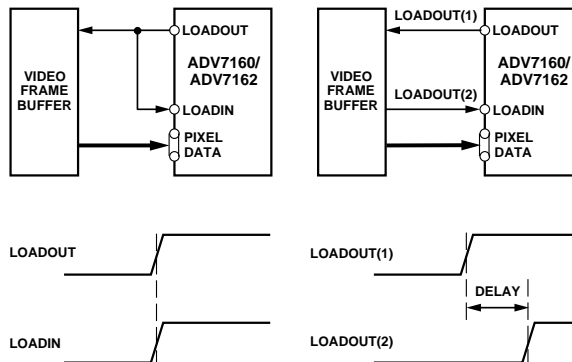 LOADOUT
ADV7160/
ADV7162
VIDEO
FRAME
BUFFER
LOADIN
PIXEL
DATA
LOADOUT(1)
LOADOUT
ADV7160/
ADV7162
VIDEO
FRAME
BUFFER
LOADOUT(2)
LOADIN
PIXEL
DATA
LOADOUT
LOADIN
LOADOUT(1)
DELAY
LOADOUT(2)